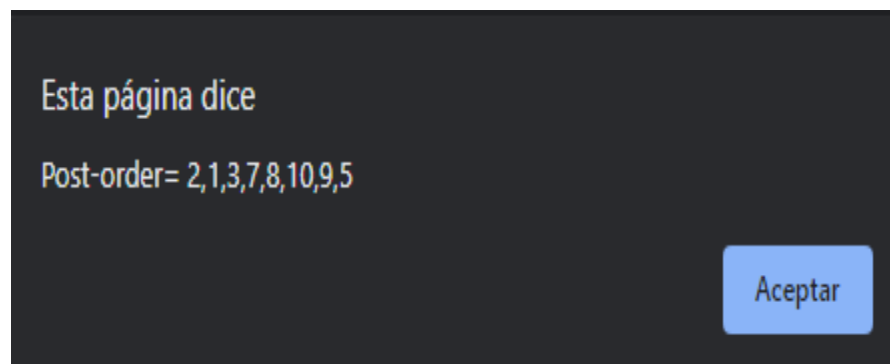 Esta página dice
Post-order= 2,1,3,7,8,10,9,5
Aceptar